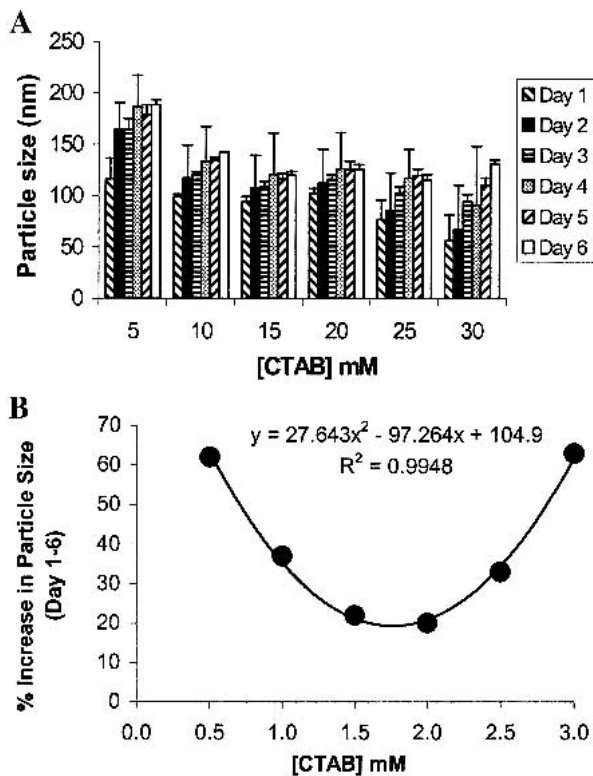 A
250
200
150
100
50
0
Particle size (nm)
5 10 15 20 25 30
[CTAB] mM
Day 1
Day 2
Day 3
Day 4
Day 5
Day 6
B
70
60
50
40
30
20
10
0
% Increase in Particle Size
(Day 1-6)
y = 27.643x² - 97.264x + 104.9
R² = 0.9948
0.0 0.5 1.0 1.5 2.0 2.5 3.0
[CTAB] mM